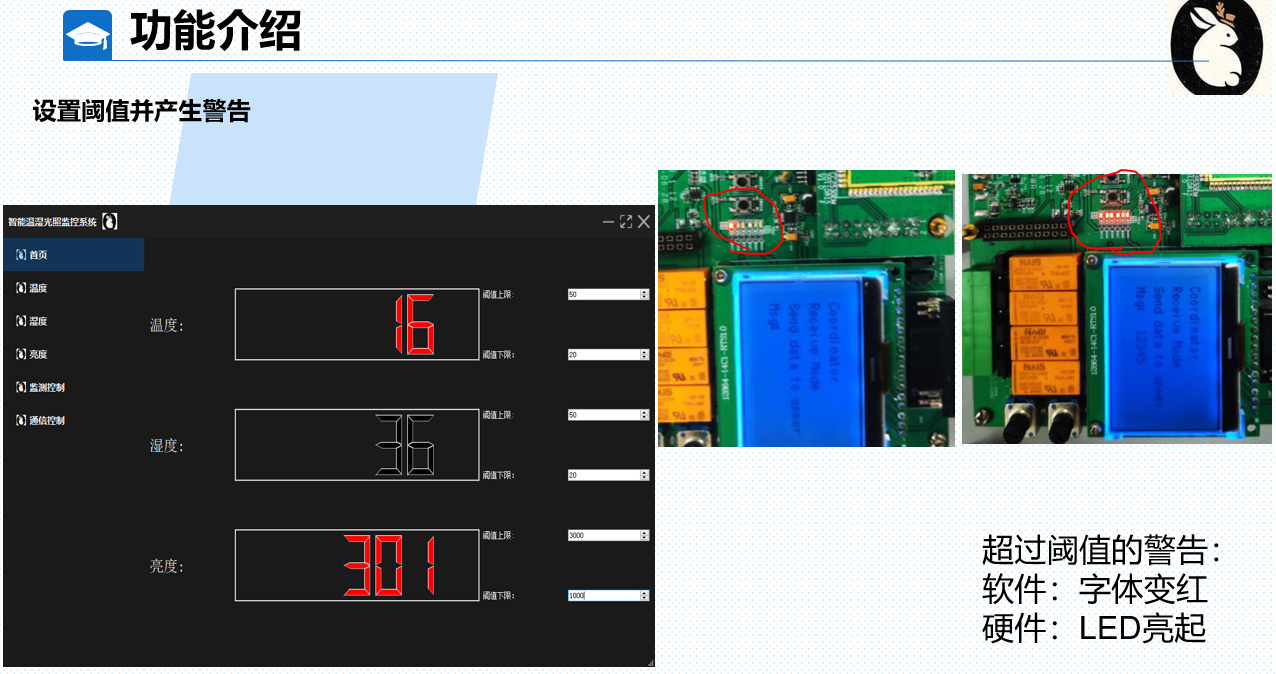 功能介绍
设置阈值并产生警告
智能温湿光照监控系统
首页
温度
湿度
亮度
监测控制
通信控制
温度:
16
阈值上限:
50
阈值下限:
20
湿度:
36
阈值上限:
50
阈值下限:
20
亮度:
301
阈值上限:
3000
阈值下限:
1000
Coordinator
Receive Mode
Send data to upper
Msg:
12864-14C1-RTSLO
Coordinator
Receive Mode
Send data to upper
Msg: 12345
12864-14C1-RTSLO
超过阈值的警告：
软件：字体变红
硬件：LED亮起